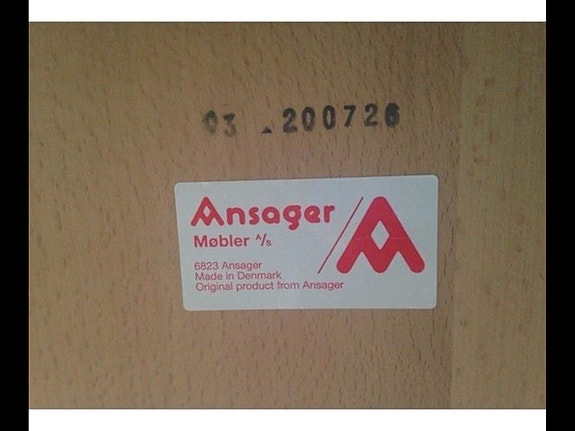 03 . 200726
Ansager
Møbler A/S
6823 Ansager
Made in Denmark
Original product from Ansager